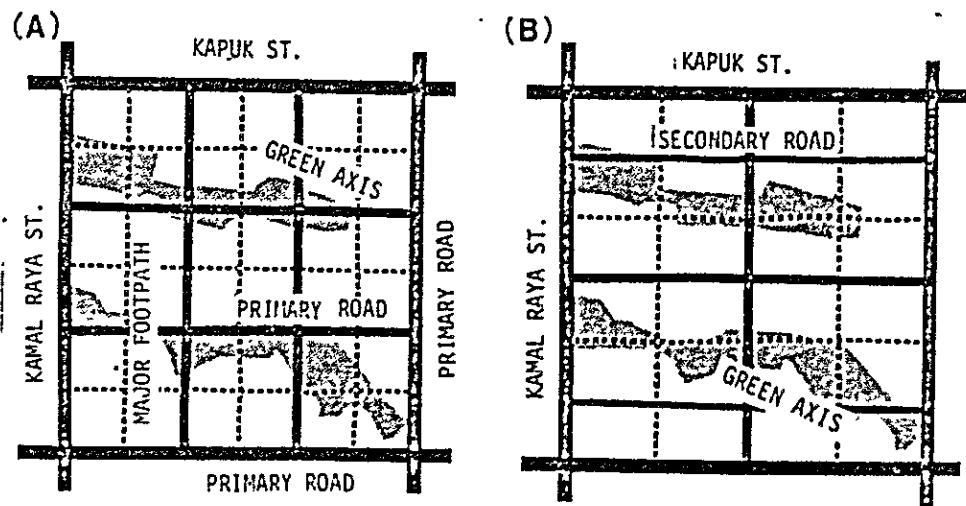 (A)
KAPUK ST.
GREEN AXIS
KAMAL RAYA ST.
MAJOR FOOTPATH
PRIMARY ROAD
PRIMARY ROAD
PRIMARY ROAD
(B)
KAPUK ST.
SECONDARY ROAD
KAMAL RAYA ST.
GREEN AXIS